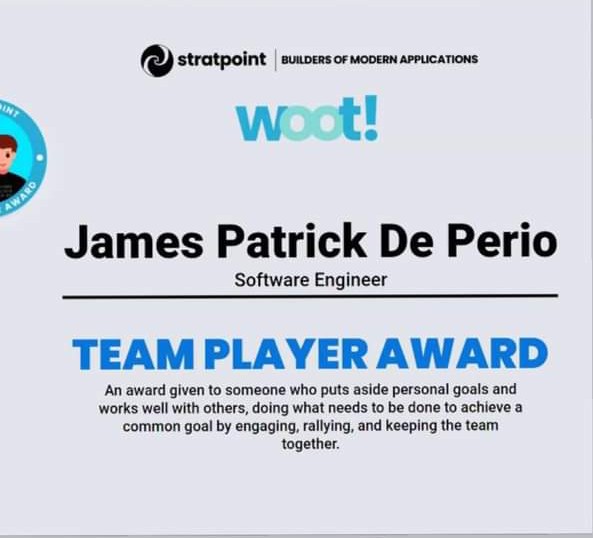 stratpoint | BUILDERS OF MODERN APPLICATIONS
woot!
James Patrick De Perio
Software Engineer
TEAM PLAYER AWARD
An award given to someone who puts aside personal goals and
works well with others, doing what needs to be done to achieve a
common goal by engaging, rallying, and keeping the team
together.
AWARD